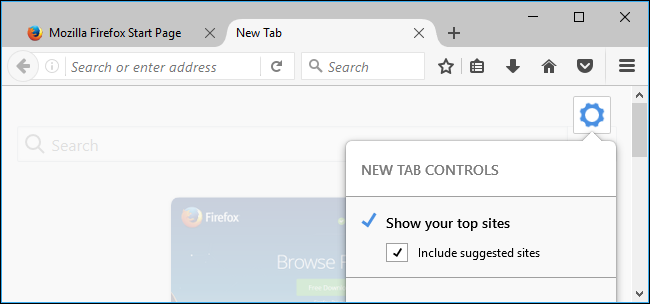 Mozilla Firefox Start Page
New Tab
Search or enter address
Search
Search
NEW TAB CONTROLS
Show your top sites
Include suggested sites
Firefox
Browse
Free